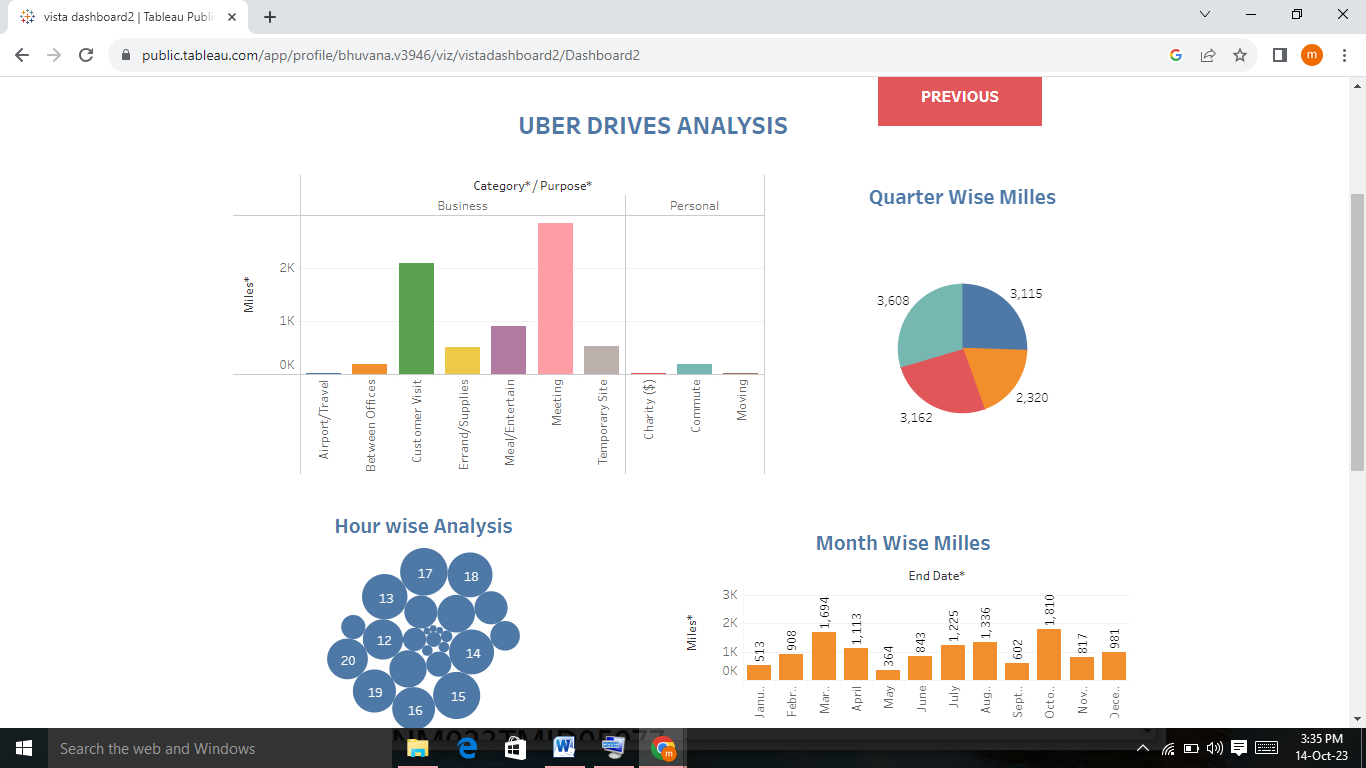 vista dashboard2 | Tableau Publi
public.tableau.com/app/profile/bhuvana.v3946/viz/vistadashboard2/Dashboard2
m
PREVIOUS
UBER DRIVES ANALYSIS
Category* / Purpose*
Business
Personal
Miles*
2K
1K
0K
Airport/Travel
Between Offices
Customer Visit
Errand/Supplies
Meal/Entertain
Meeting
Temporary Site
Charity ($)
Commute
Moving
Quarter Wise Milles
3,608
3,115
2,320
3,162
Hour wise Analysis
17
18
13
12
14
20
19
15
16
Month Wise Milles
End Date*
Miles*
3K
2K
1K
0K
513
908
1,694
1,113
364
843
1,225
1,336
602
1,810
817
981
Janu..
Febr..
Mar..
April
May
June
July
Aug..
Sept..
Octo..
Nov..
Dece..
Search the web and Windows
3:35 PM
14-Oct-23